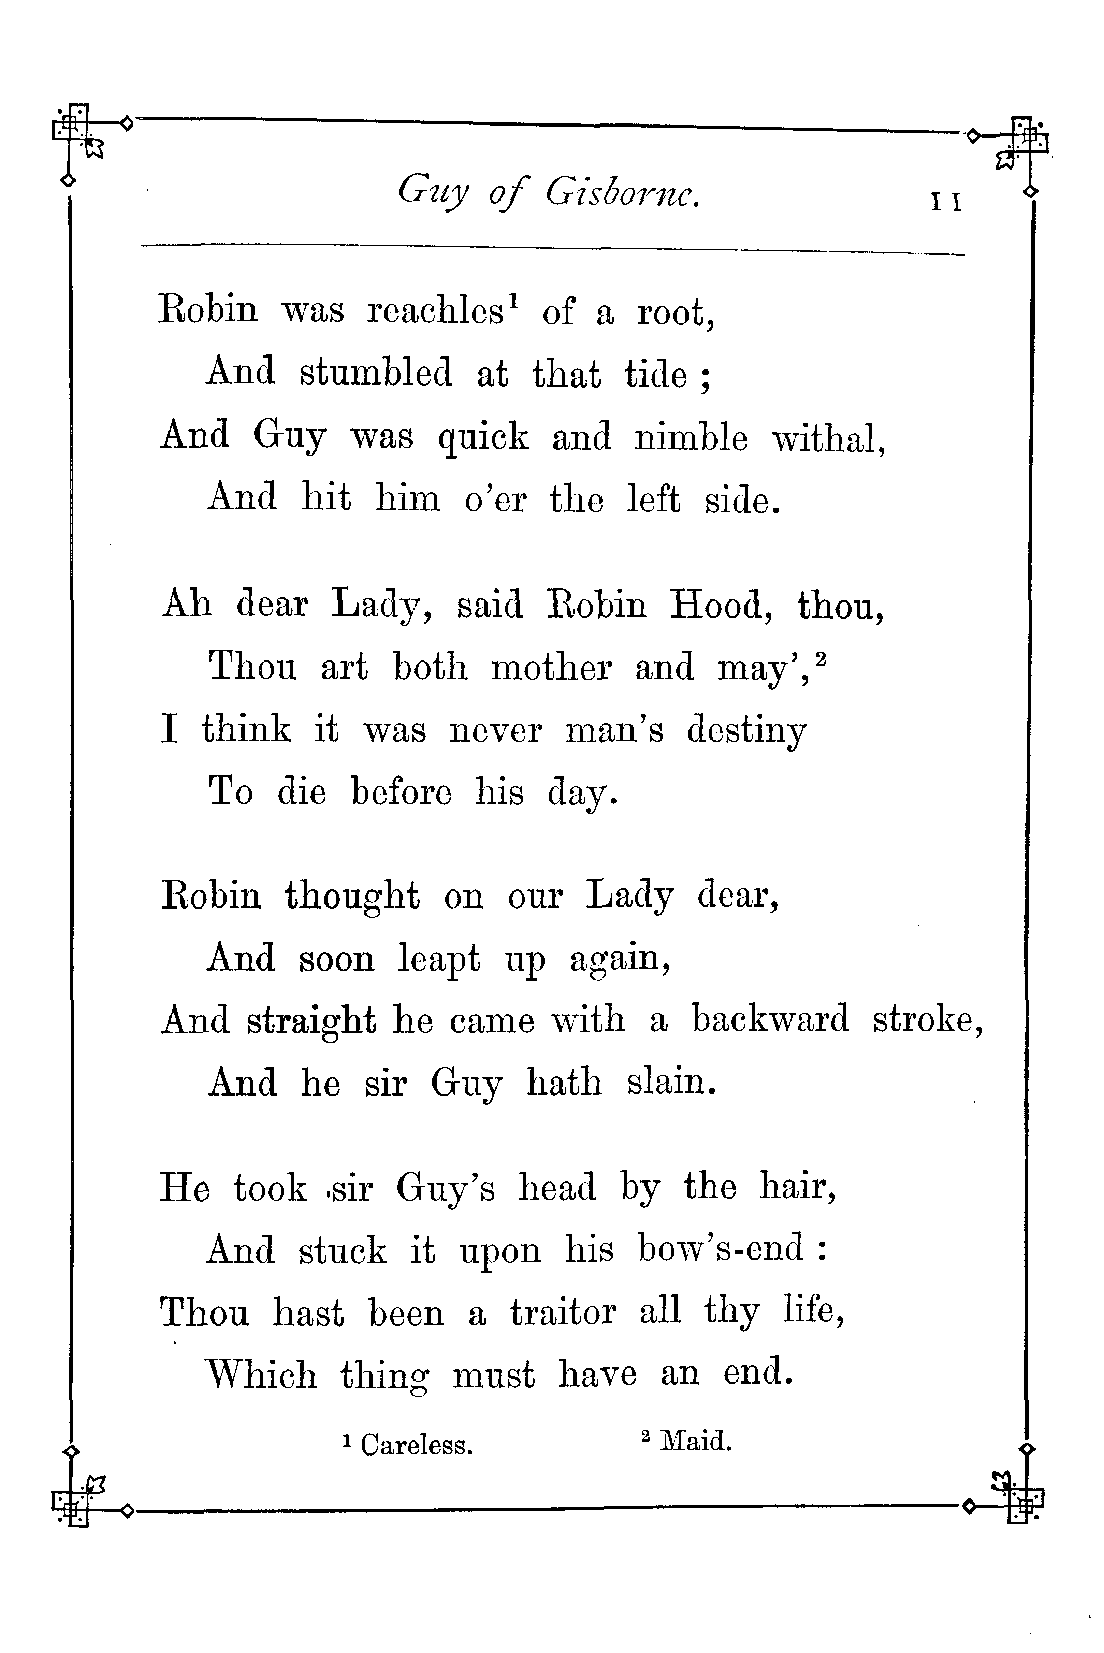 Guy of Gisborne. 11
Robin was reachles¹ of a root,
And stumbled at that tide ;
And Guy was quick and nimble withal,
And hit him o’er the left side.
Ah dear Lady, said Robin Hood, thou,
Thou art both mother and may’,²
I think it was never man’s destiny
To die before his day.
Robin thought on our Lady dear,
And soon leapt up again,
And straight he came with a backward stroke,
And he sir Guy hath slain.
He took sir Guy’s head by the hair,
And stuck it upon his bow’s-end :
Thou hast been a traitor all thy life,
Which thing must have an end.
¹ Careless. ² Maid.